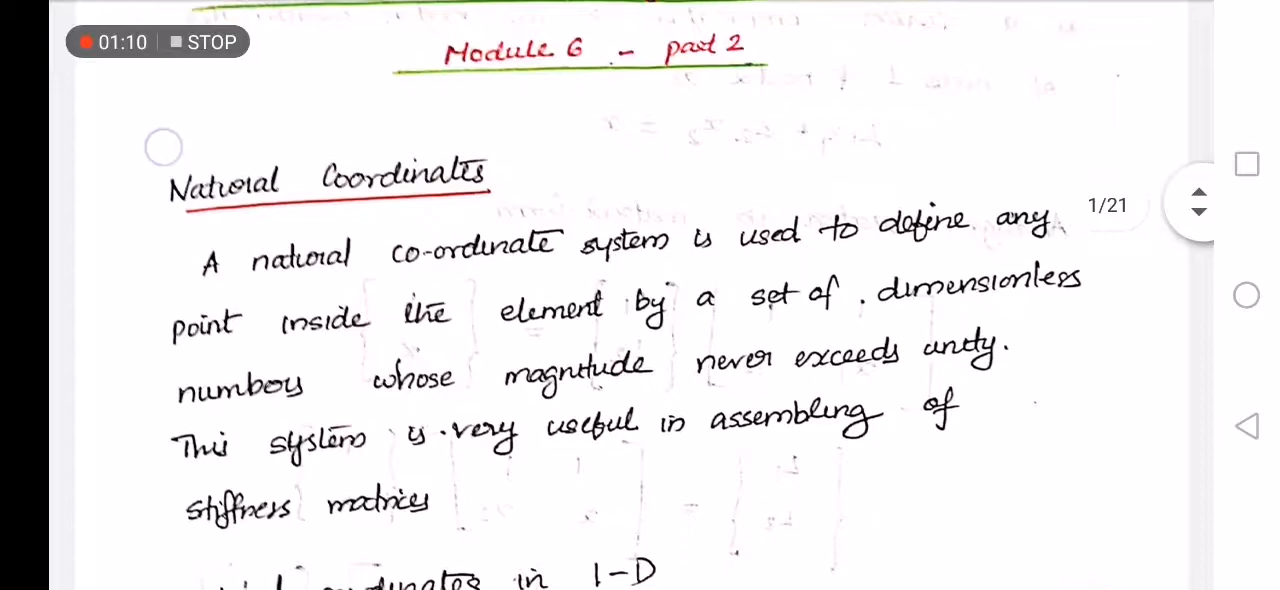 01:10 STOP
Module 6 - part 2
Natural Coordinates
1/21
A natural co-ordinate system is used to define any
point inside the element by a set of dimensionless
numbers whose magnitude never exceeds unity.
This system is very useful in assembling of
stiffness matrices
in 1-D